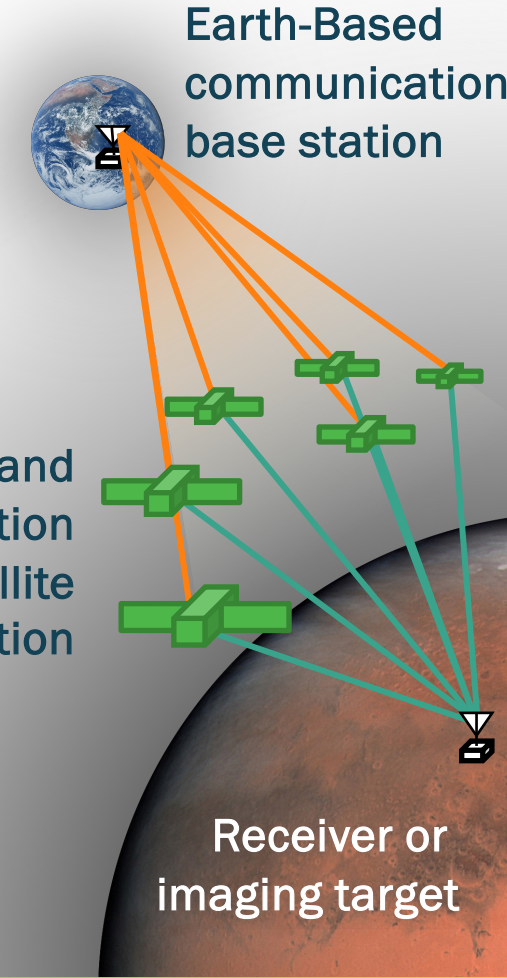 Earth-Based
communication
base station
and
tion
llite
tion
Receiver or
imaging target